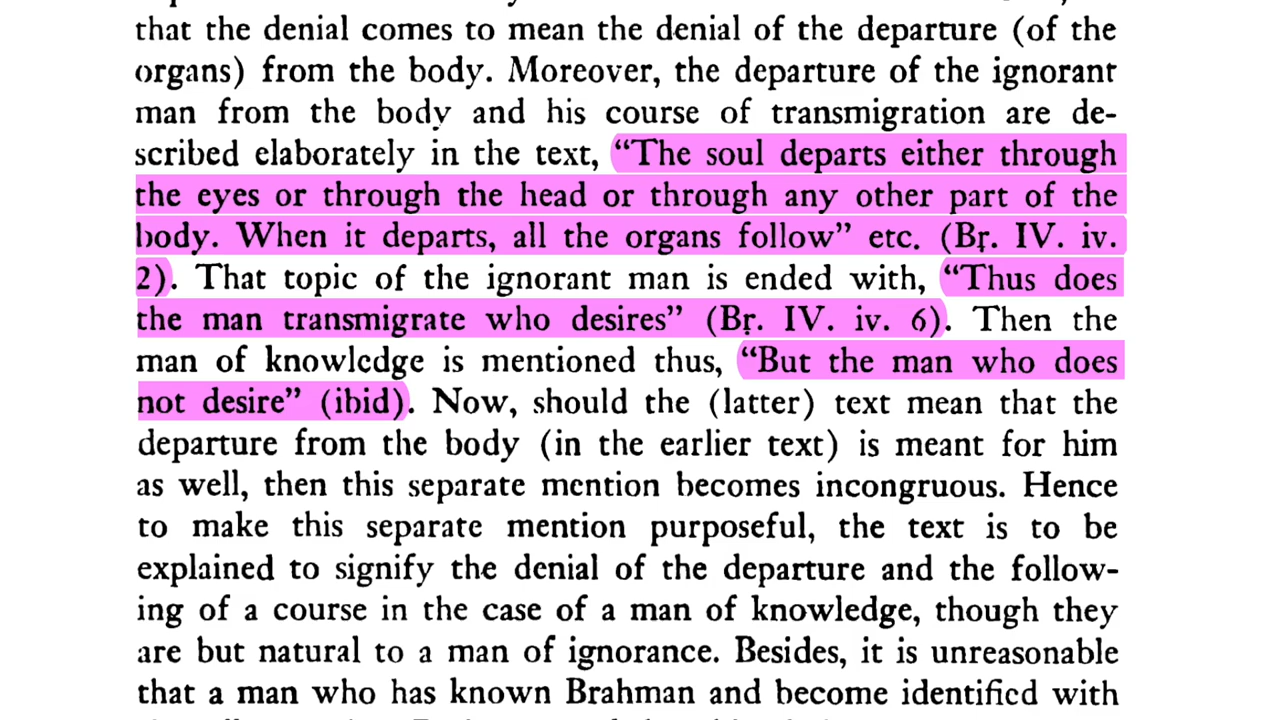 that the denial comes to mean the denial of the departure (of the
organs) from the body. Moreover, the departure of the ignorant
man from the body and his course of transmigration are de-
scribed elaborately in the text, “The soul departs either through
the eyes or through the head or through any other part of the
body. When it departs, all the organs follow” etc. (Bṛ. IV. iv.
2). That topic of the ignorant man is ended with, “Thus does
the man transmigrate who desires” (Bṛ. IV. iv. 6). Then the
man of knowledge is mentioned thus, “But the man who does
not desire” (ibid). Now, should the (latter) text mean that the
departure from the body (in the earlier text) is meant for him
as well, then this separate mention becomes incongruous. Hence
to make this separate mention purposeful, the text is to be
explained to signify the denial of the departure and the follow-
ing of a course in the case of a man of knowledge, though they
are but natural to a man of ignorance. Besides, it is unreasonable
that a man who has known Brahman and become identified with